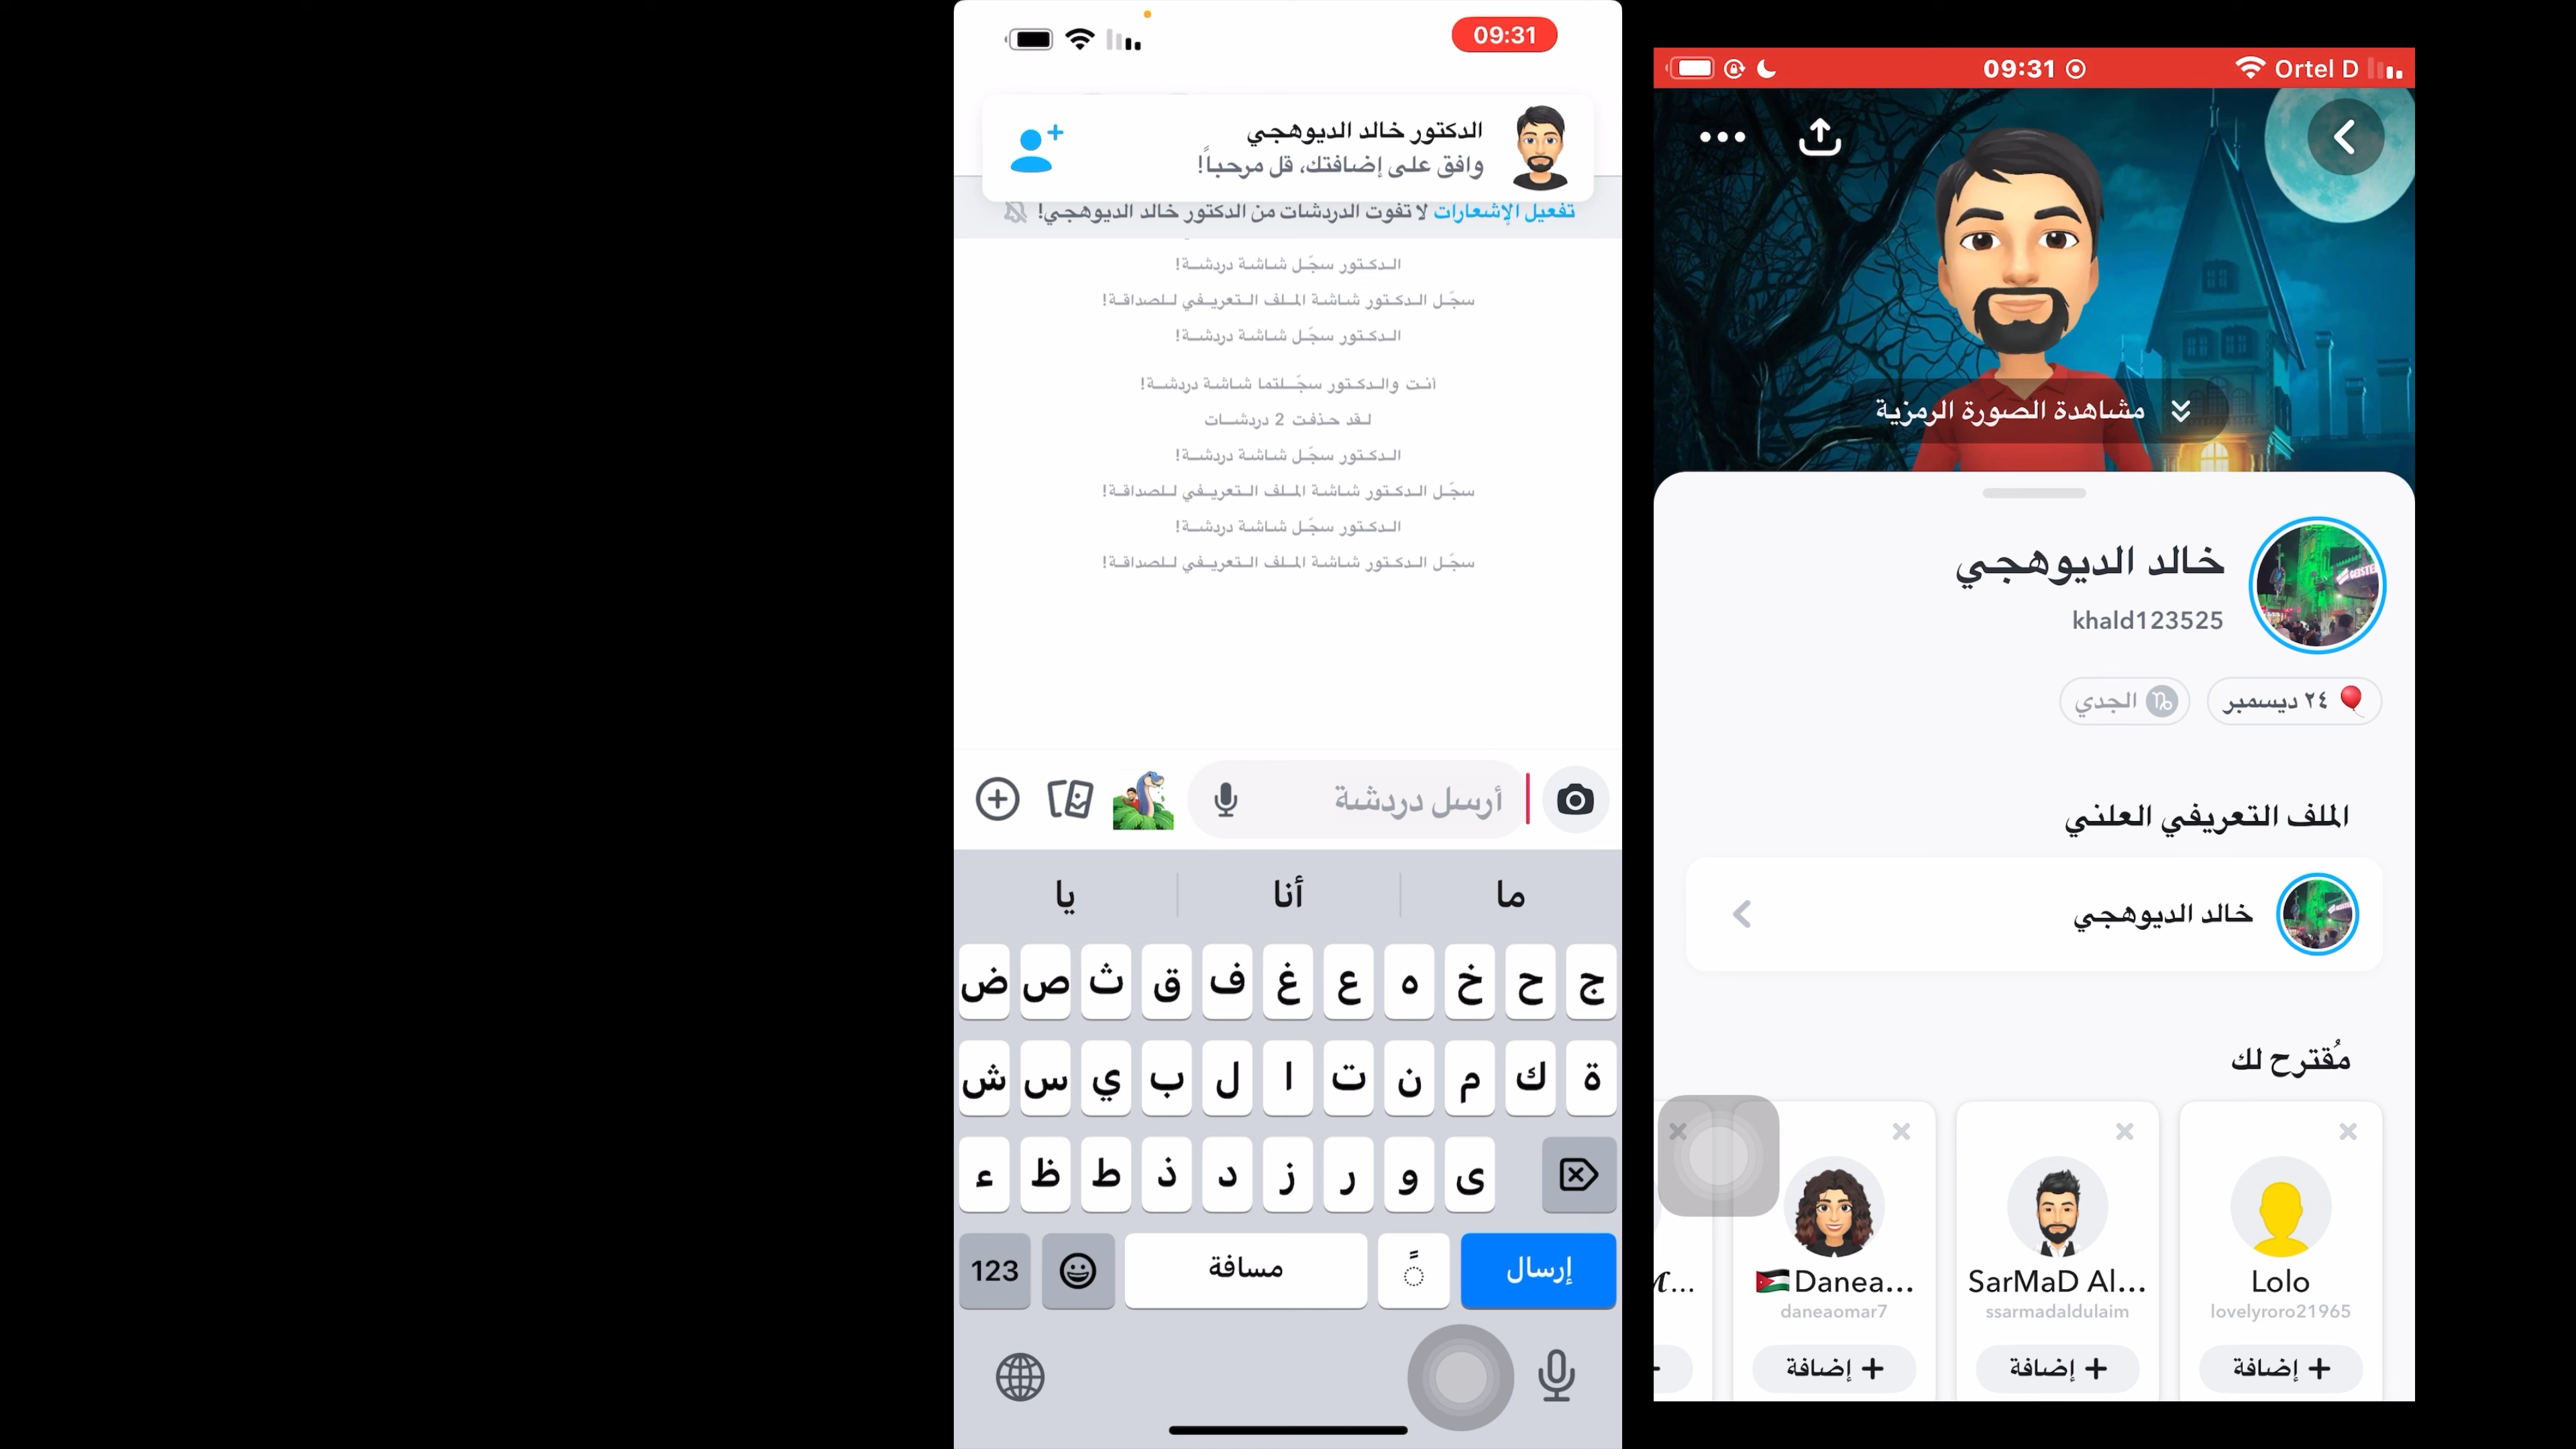 09:31
الدكتور خالد الديوهجي
وافق على إضافتك، قل مرحباً!
تفعيل الإشعارات لا تفوت الدردشات من الدكتور خالد الديوهجي!
الدكتور سجّل شاشة دردشة!
سجّل الدكتور شاشة الملف التعريفي للصداقة!
الدكتور سجّل شاشة دردشة!
أنت والدكتور سجّلتما شاشة دردشة!
لقد حذفت 2 دردشات
الدكتور سجّل شاشة دردشة!
سجّل الدكتور شاشة الملف التعريفي للصداقة!
الدكتور سجّل شاشة دردشة!
سجّل الدكتور شاشة الملف التعريفي للصداقة!
أرسل دردشة
ما أنا يا
ج ح خ ه ع غ ف ق ث ص ض
ة ك م ن ت ا ل ب ي س ش
ى و ر ز د ذ ط ظ ء
إرسال مسافة 123
09:31 Ortel D
مشاهدة الصورة الرمزية
خالد الديوهجي
GEISTER
khald123525
٢٤ ديسمبر
الجدي
الملف التعريفي العلني
خالد الديوهجي
مُقترح لك
Lolo
lovelyroro21965
+ إضافة
SarMaD Al...
ssarmadaldulaim
+ إضافة
Danea...
daneaomar7
+ إضافة